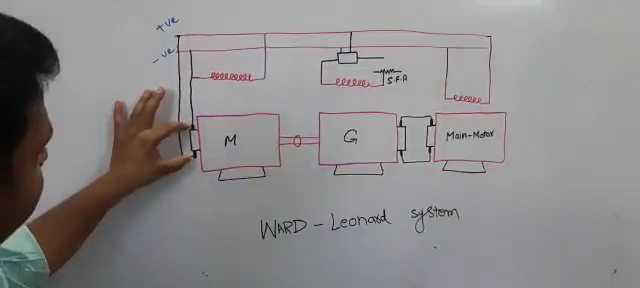 +ve
-ve
S.F.R
M
G
Main-Motor
WARD-Leonard system